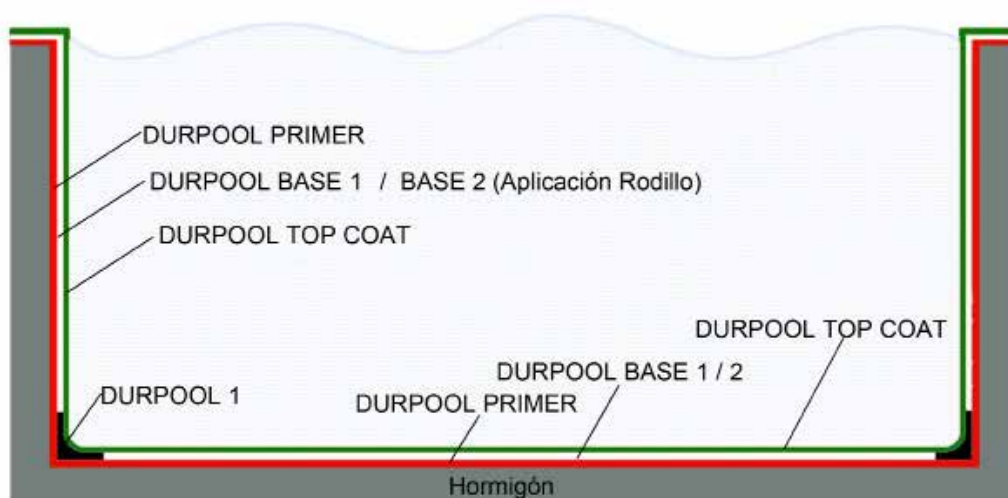 DURPOOL PRIMER
DURPOOL BASE 1 / BASE 2 (Aplicación Rodillo)
DURPOOL TOP COAT
DURPOOL TOP COAT
DURPOOL BASE 1 / 2
DURPOOL 1
DURPOOL PRIMER
Hormigón